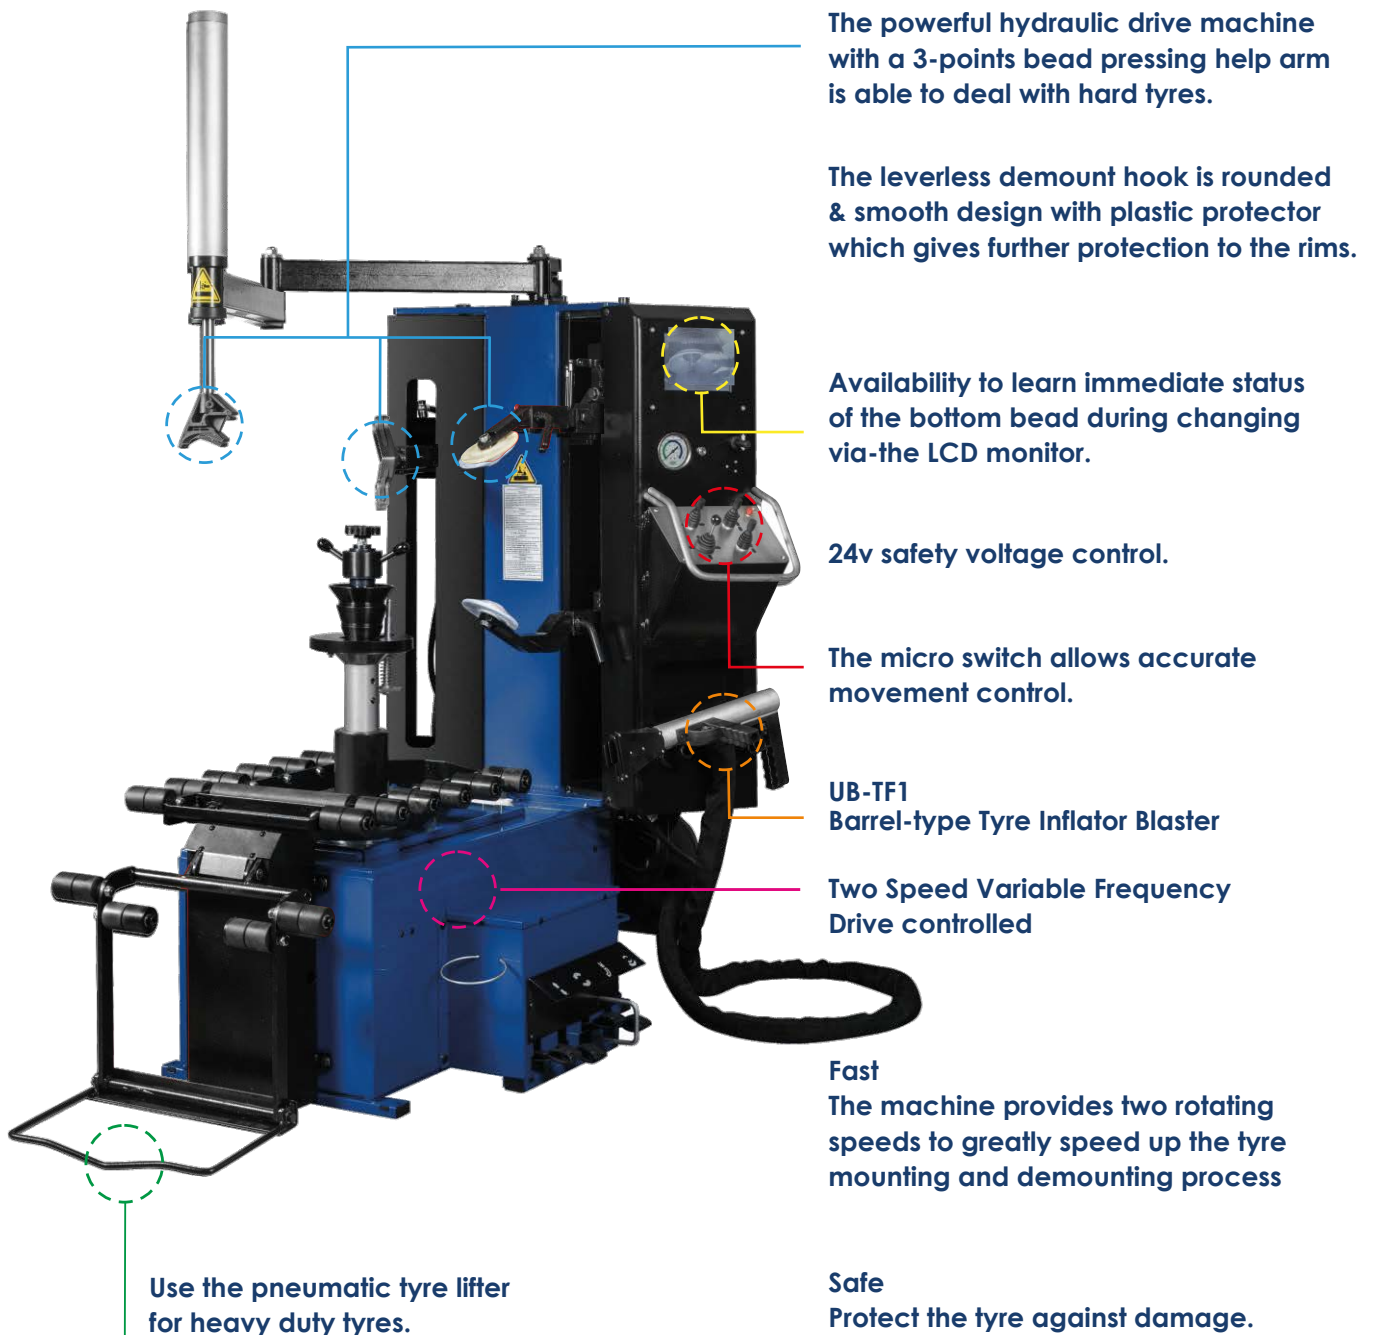 The powerful hydraulic drive machine
with a 3-points bead pressing help arm
is able to deal with hard tyres.
The leverless demount hook is rounded
& smooth design with plastic protector
which gives further protection to the rims.
Availability to learn immediate status
of the bottom bead during changing
via-the LCD monitor.
24v safety voltage control.
The micro switch allows accurate
movement control.
UB-TF1
Barrel-type Tyre Inflator Blaster
Two Speed Variable Frequency
Drive controlled
Fast
The machine provides two rotating
speeds to greatly speed up the tyre
mounting and demounting process
Use the pneumatic tyre lifter
for heavy duty tyres.
Safe
Protect the tyre against damage.